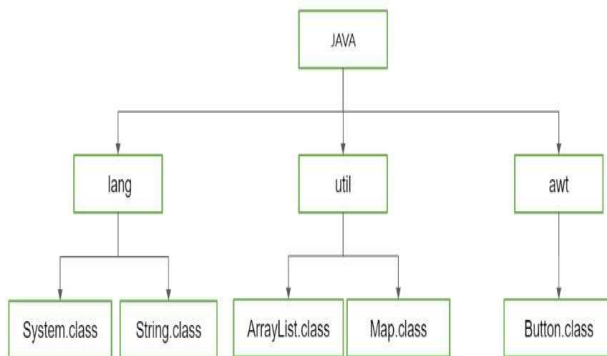 JAVA
lang
util
awt
System.class
String.class
ArrayList.class
Map.class
Button.class